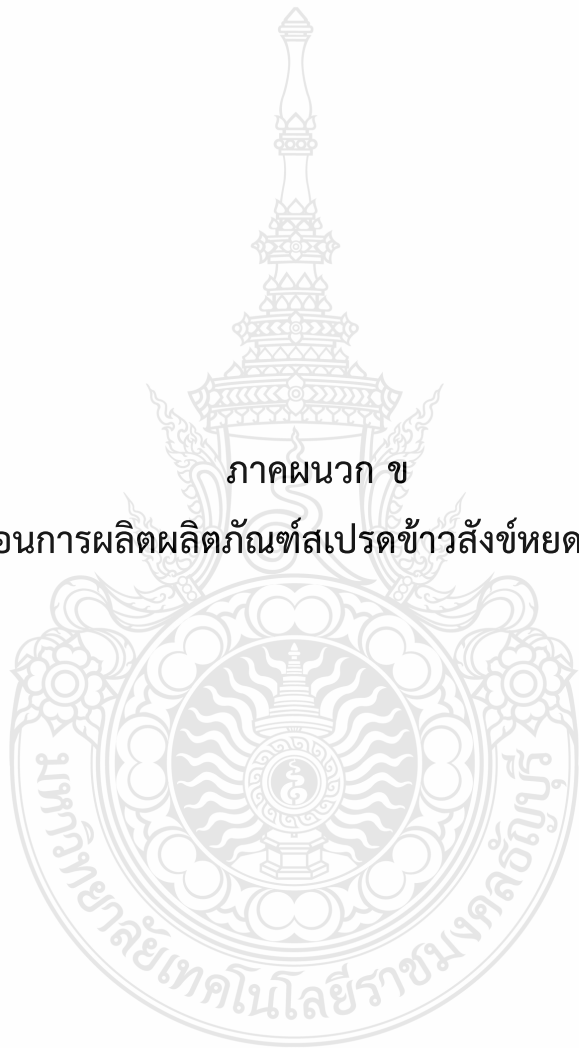 ภาคผนวก ข
อนการผลิตผลิตภัณฑ์สเปรดข้าวสังข์หยด
มหาวิทยาลัยเทคโนโลยีราชมงคลธัญบุรี